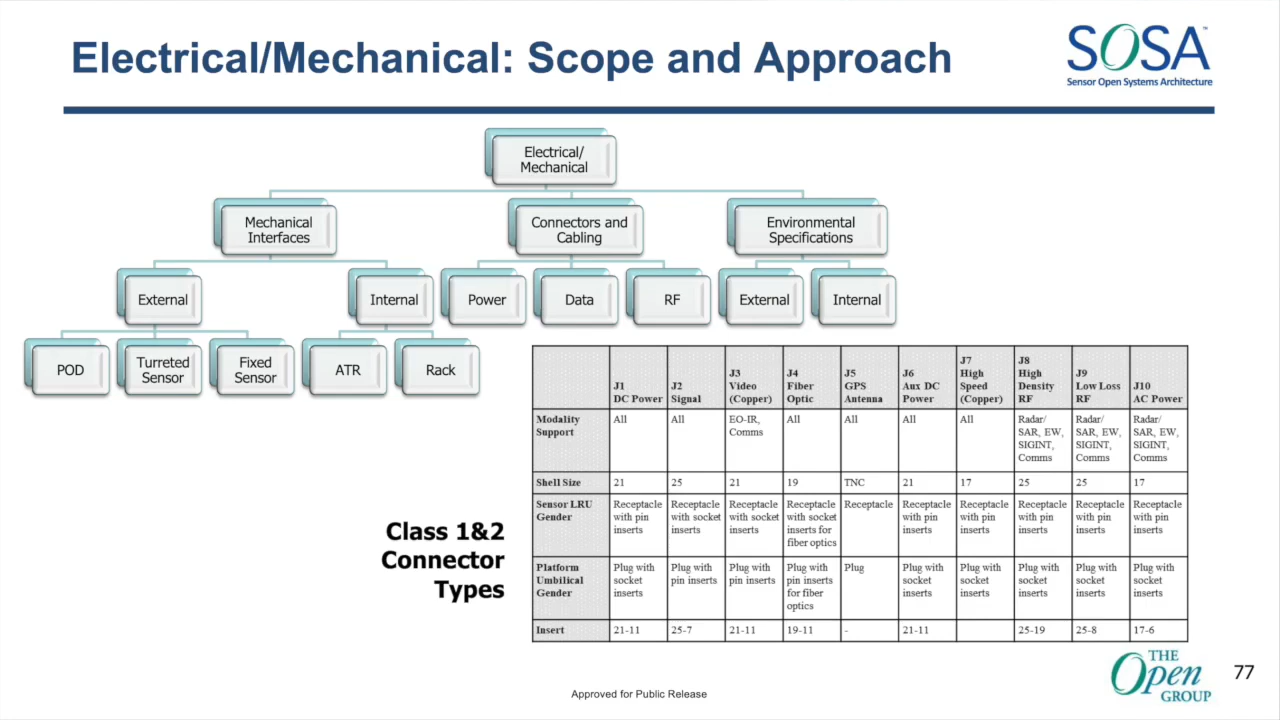 Electrical/Mechanical: Scope and Approach
SOSA™
Sensor Open Systems Architecture
Electrical/
Mechanical
Mechanical
Interfaces
Connectors and
Cabling
Environmental
Specifications
External
Internal
Power
Data
RF
External
Internal
POD
Turreted
Sensor
Fixed
Sensor
ATR
Rack
Class 1&2
Connector
Types
J1 DC Power J2 Signal J3 Video (Copper) J4 Fiber Optic J5 GPS Antenna J6 Aux DC Power J7 High Speed (Copper) J8 High Density RF J9 Low Loss RF J10 AC Power
Modality Support All All EO-IR, Comms All All All All Radar/ SAR, EW, SIGINT, Comms Radar/ SAR, EW, SIGINT, Comms Radar/ SAR, EW, SIGINT, Comms
Shell Size 21 25 21 19 TNC 21 17 25 25 17
Sensor LRU Gender Receptacle with pin inserts Receptacle with socket inserts Receptacle with socket inserts Receptacle with socket inserts for fiber optics Receptacle Receptacle with pin inserts Receptacle with pin inserts Receptacle with pin inserts Receptacle with pin inserts Receptacle with pin inserts
Platform Umbilical Gender Plug with socket inserts Plug with pin inserts Plug with pin inserts Plug with pin inserts for fiber optics Plug Plug with socket inserts Plug with socket inserts Plug with socket inserts Plug with socket inserts Plug with socket inserts
Insert 21-11 25-7 21-11 19-11 - 21-11 25-19 25-8 17-6
THE
Open
GROUP
77
Approved for Public Release